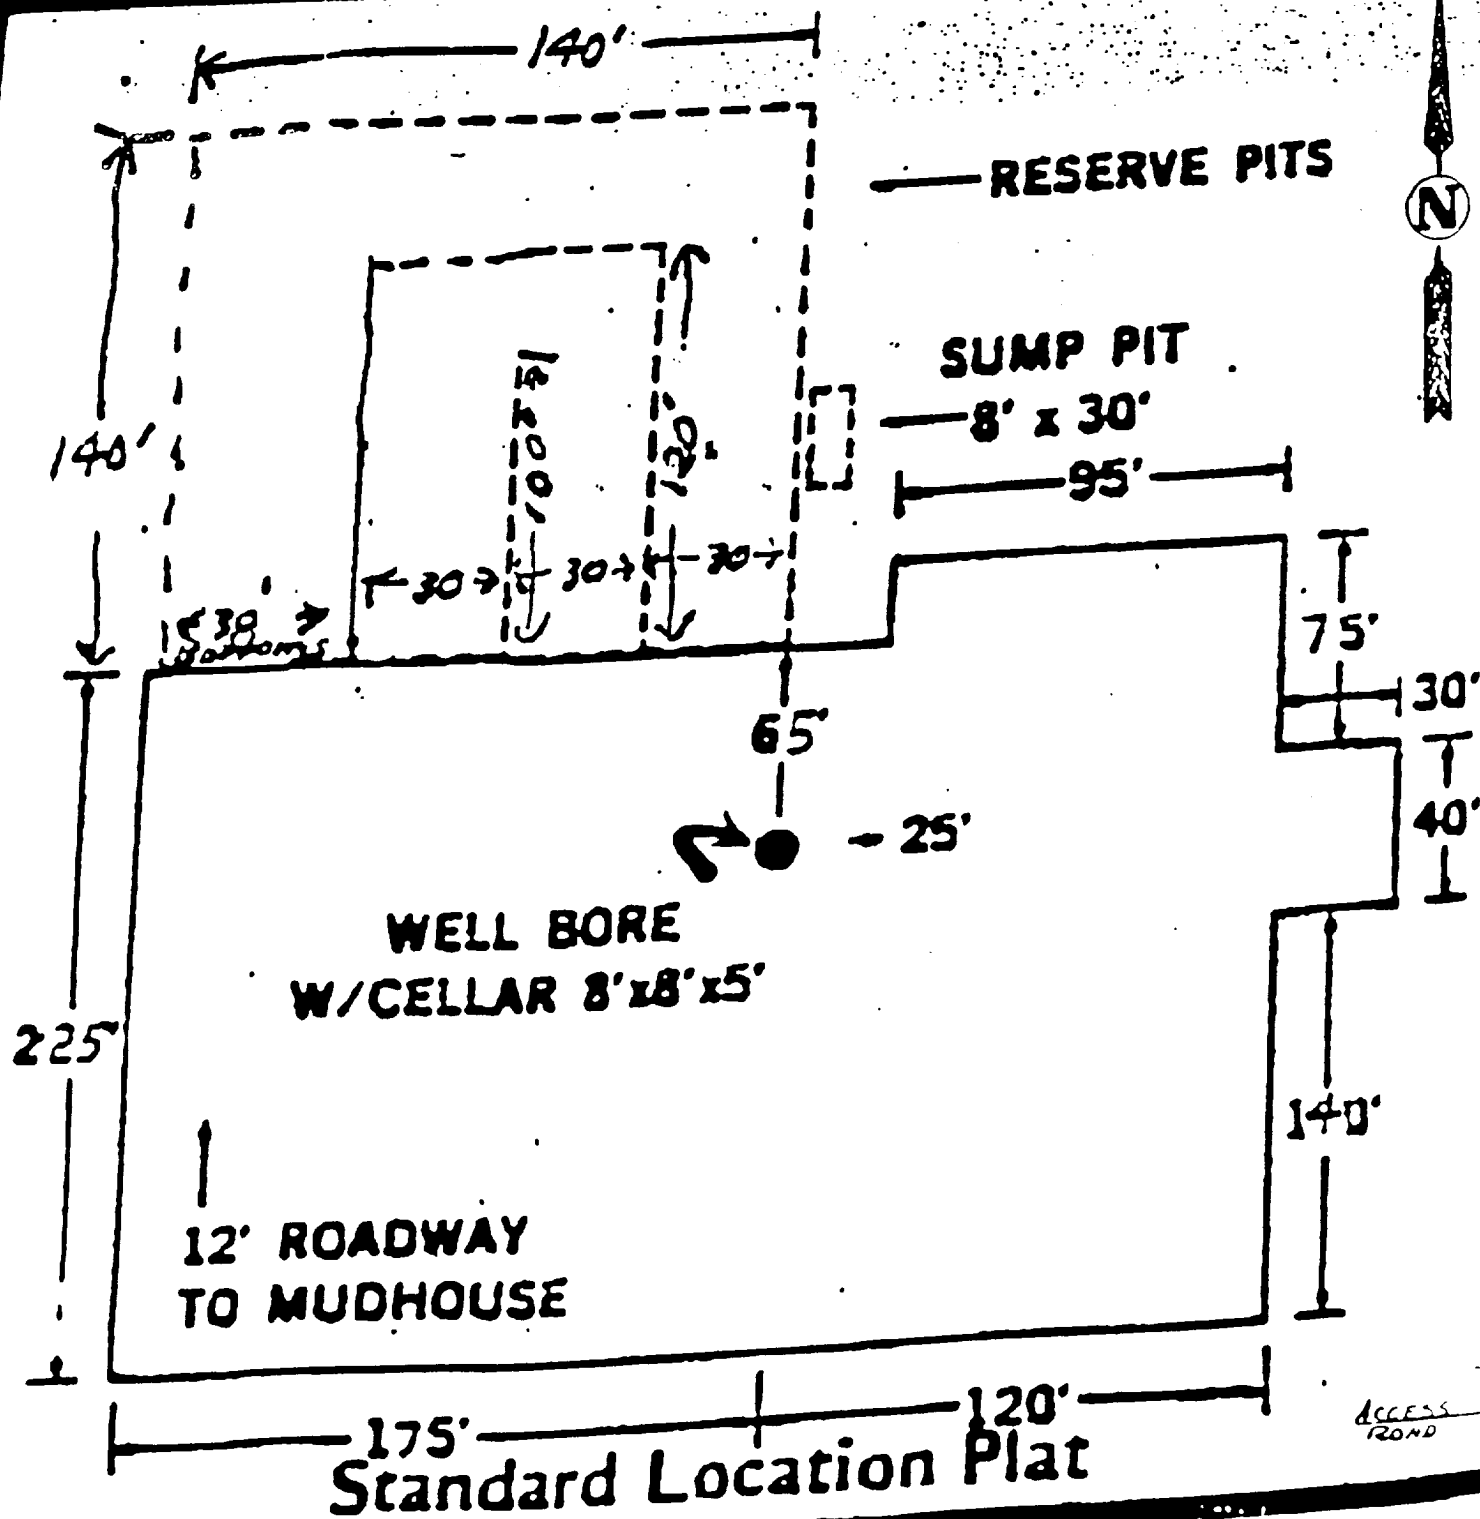 140'
RESERVE PITS
N
SUMP PIT
8' x 30'
95'
140'
100'
120'
30
30
30
30'
Bottoms
75'
30'
65'
40'
25'
WELL BORE
W/CELLAR 8'x8'x5'
225'
140'
12' ROADWAY
TO MUDHOUSE
120'
175'
ACCESS
ROAD
Standard Location Plat